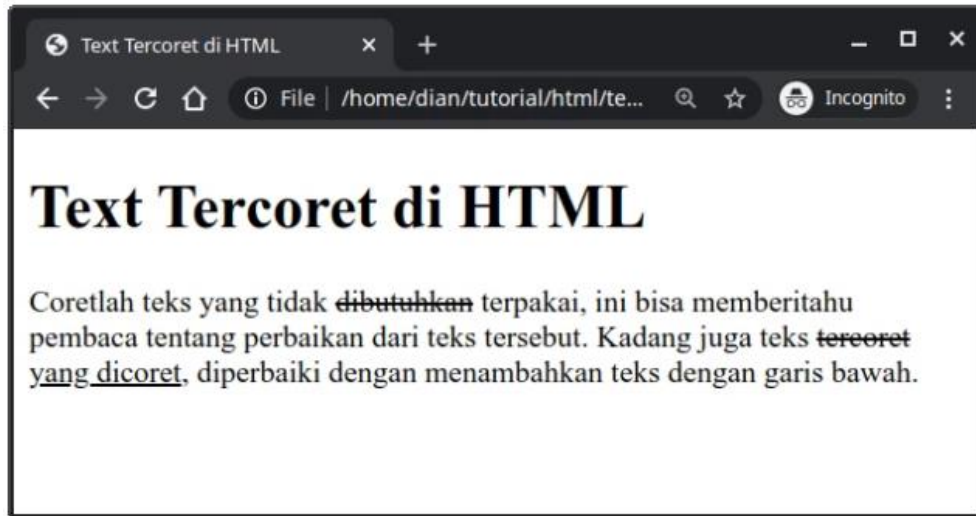 Text Tercoret di HTML
File /home/dian/tutorial/html/te...
Incognito
Text Tercoret di HTML
Coretlah teks yang tidak dibutuhkan terpakai, ini bisa memberitahu
pembaca tentang perbaikan dari teks tersebut. Kadang juga teks tercoret
yang dicoret, diperbaiki dengan menambahkan teks dengan garis bawah.